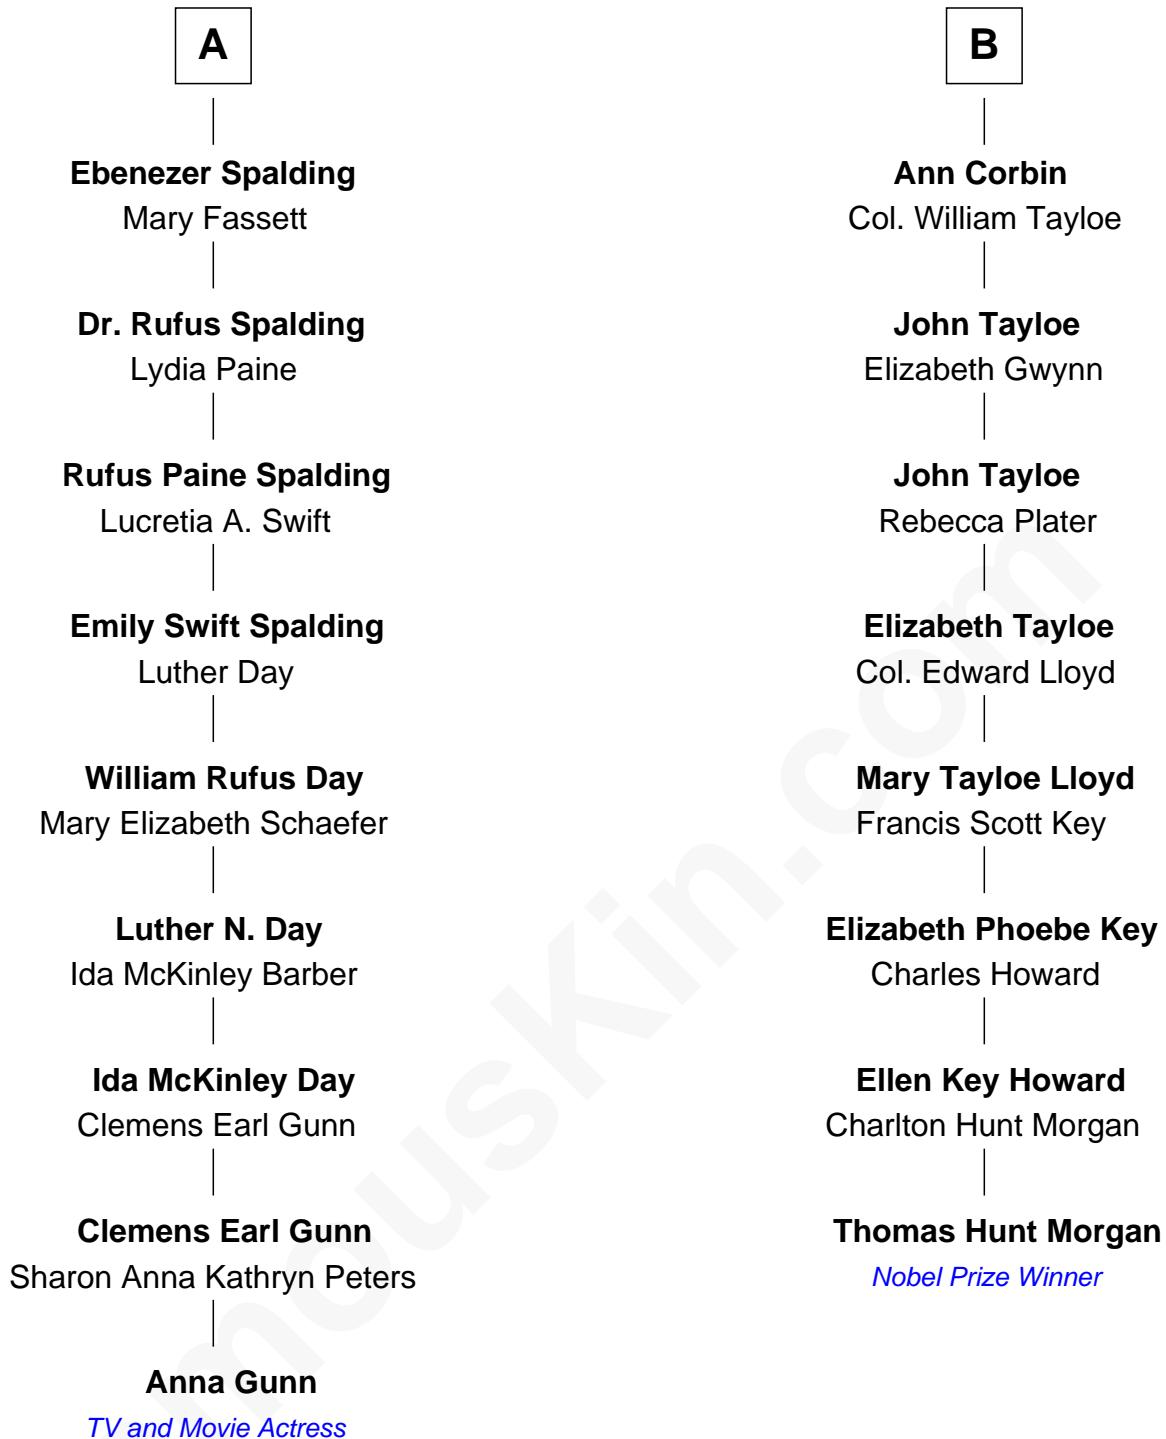 A
Ebenezer Spalding
Mary Fassett
Dr. Rufus Spalding
Lydia Paine
Rufus Paine Spalding
Lucretia A. Swift
Emily Swift Spalding
Luther Day
William Rufus Day
Mary Elizabeth Schaefer
Luther N. Day
Ida McKinley Barber
Ida McKinley Day
Clemens Earl Gunn
Clemens Earl Gunn
Sharon Anna Kathryn Peters
Anna Gunn
TV and Movie Actress
B
Ann Corbin
Col. William Tayloe
John Tayloe
Elizabeth Gwynn
John Tayloe
Rebecca Plater
Elizabeth Tayloe
Col. Edward Lloyd
Mary Tayloe Lloyd
Francis Scott Key
Elizabeth Phoebe Key
Charles Howard
Ellen Key Howard
Charlton Hunt Morgan
Thomas Hunt Morgan
Nobel Prize Winner
mousKin.com